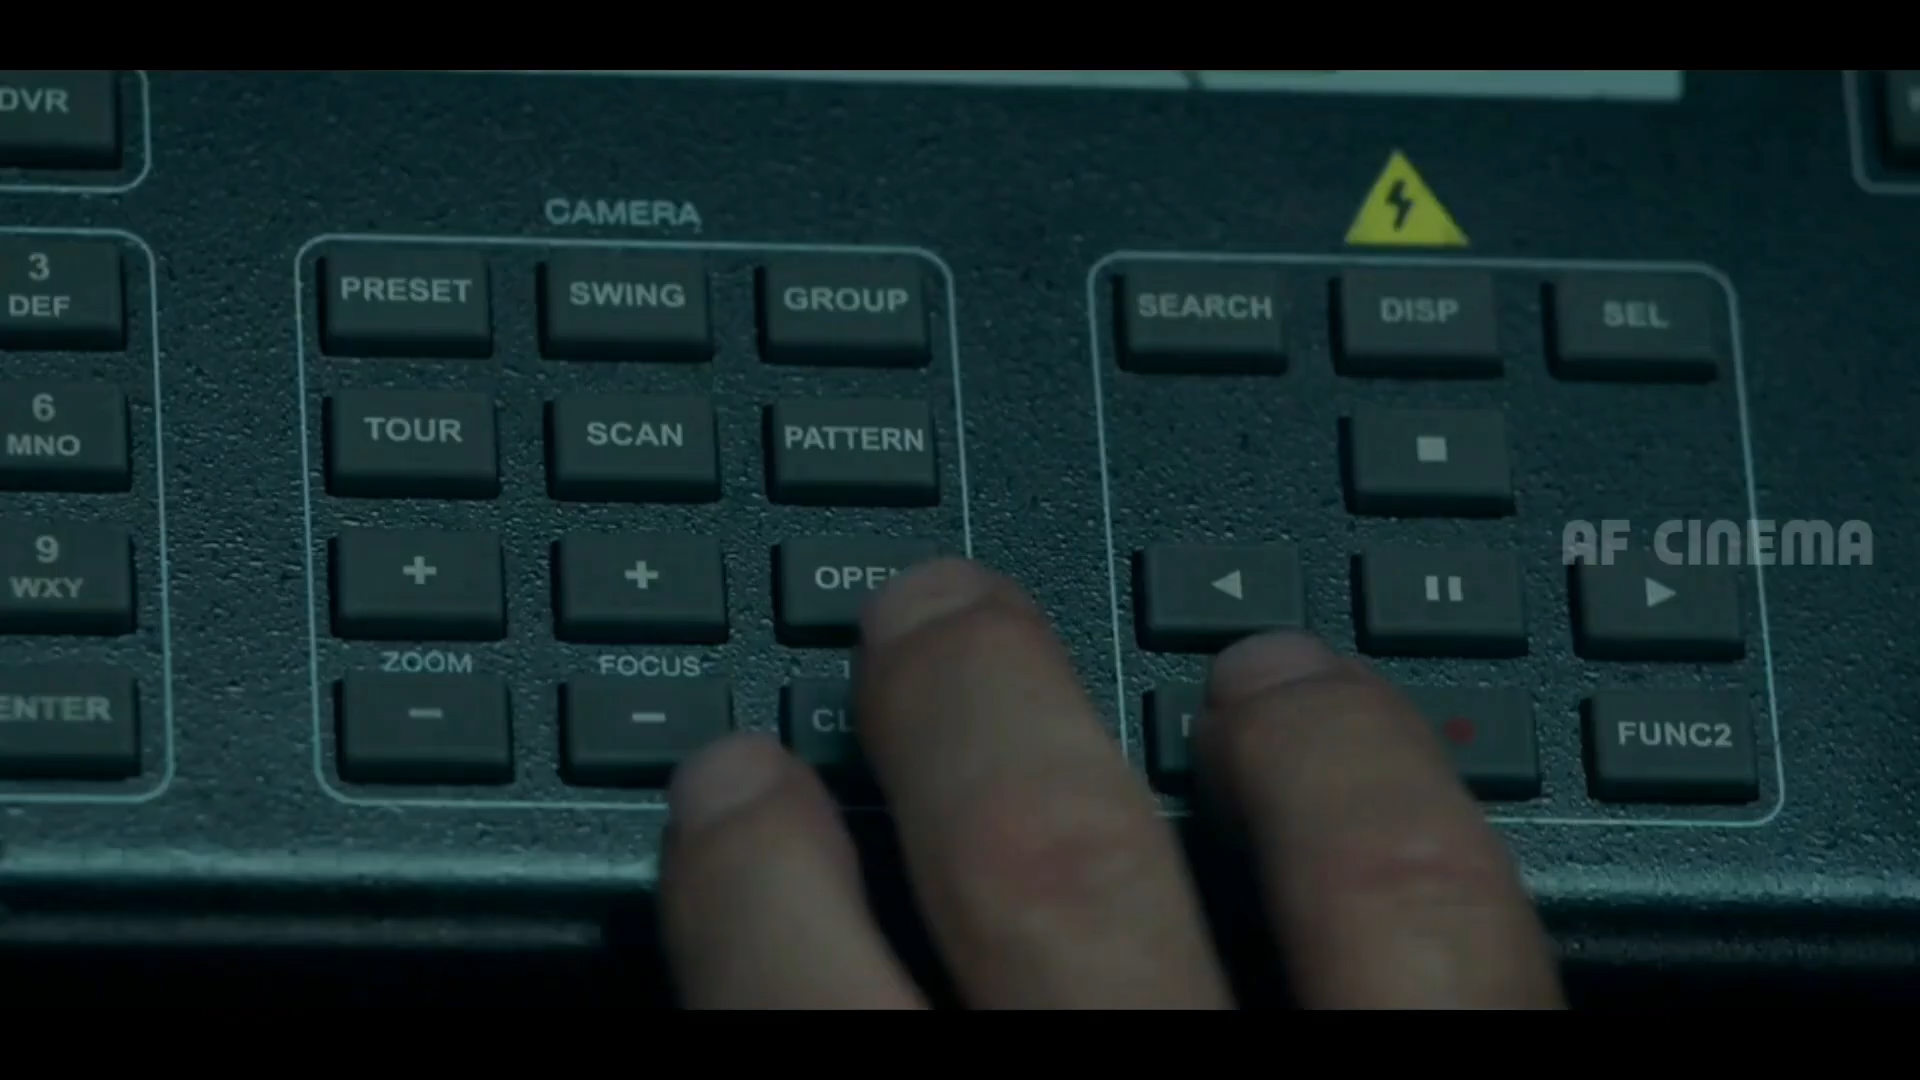 DVR
CAMERA
3
DEF
PRESET
SWING
GROUP
SEARCH
DISP
SEL
6
MNO
TOUR
SCAN
PATTERN
AF CINEMA
9
WXY
+
+
ZOOM
FOCUS
ENTER
-
-
FUNC2